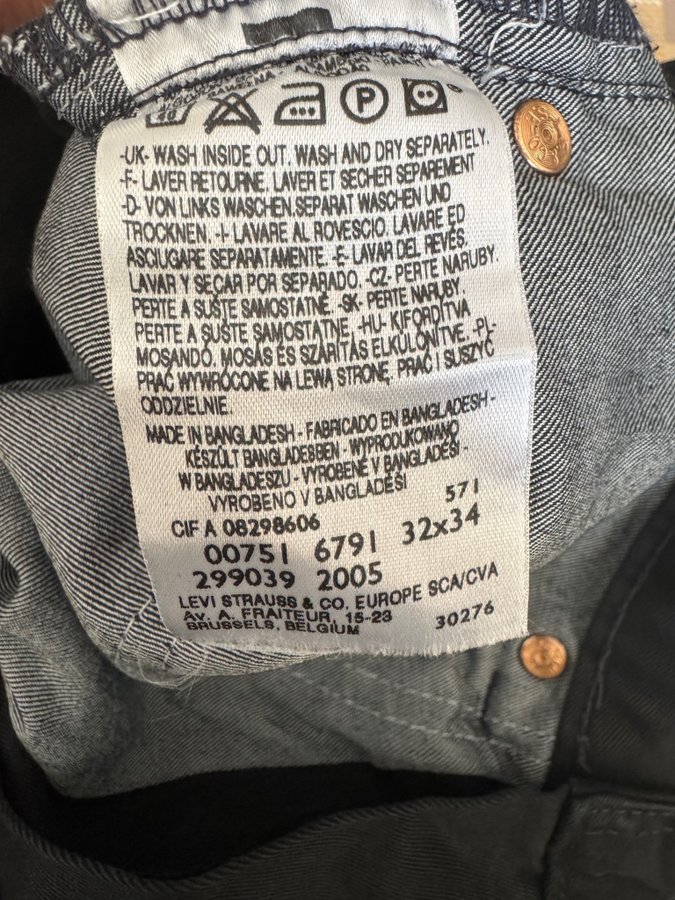 40 P
-UK- WASH INSIDE OUT. WASH AND DRY SEPARATELY.
-F- LAVER RETOURNE. LAVER ET SECHER SEPAREMENT
-D- VON LINKS WASCHEN.SEPARAT WASCHEN UND
TROCKNEN. -I- LAVARE AL ROVESCIO. LAVARE ED
ASCIUGARE SEPARATAMENTE. -E- LAVAR DEL REVÉS.
LAVAR Y SECAR POR SEPARADO. -CZ- PERTE NARUBY.
PERTE A SUŠTE SAMOSTATNĚ. -SK- PERTE NARUBY.
PERTE A SUŠTE SAMOSTATNE. -HU- KIFORDÍTVA
MOSANDÓ. MOSÁS ÉS SZÁRÍTÁS ELKÜLÖNÍTVE. -PL-
PRAĆ WYWRÓCONE NA LEWĄ STRONĘ. PRAĆ I SUSZYĆ
ODDZIELNIE.
MADE IN BANGLADESH - FABRICADO EN BANGLADESH -
KÉSZÜLT BANGLADESBEN - WYPRODUKOWANO
W BANGLADESZU - VYROBENÉ V BANGLADÉŠI -
VYROBENO V BANGLADÉŠI
571
CIF A 08298606
00751 6791 32x34
299039 2005
LEVI STRAUSS & CO. EUROPE SCA/CVA
AV. A. FRAITEUR, 15-23
BRUSSELS, BELGIUM 30276